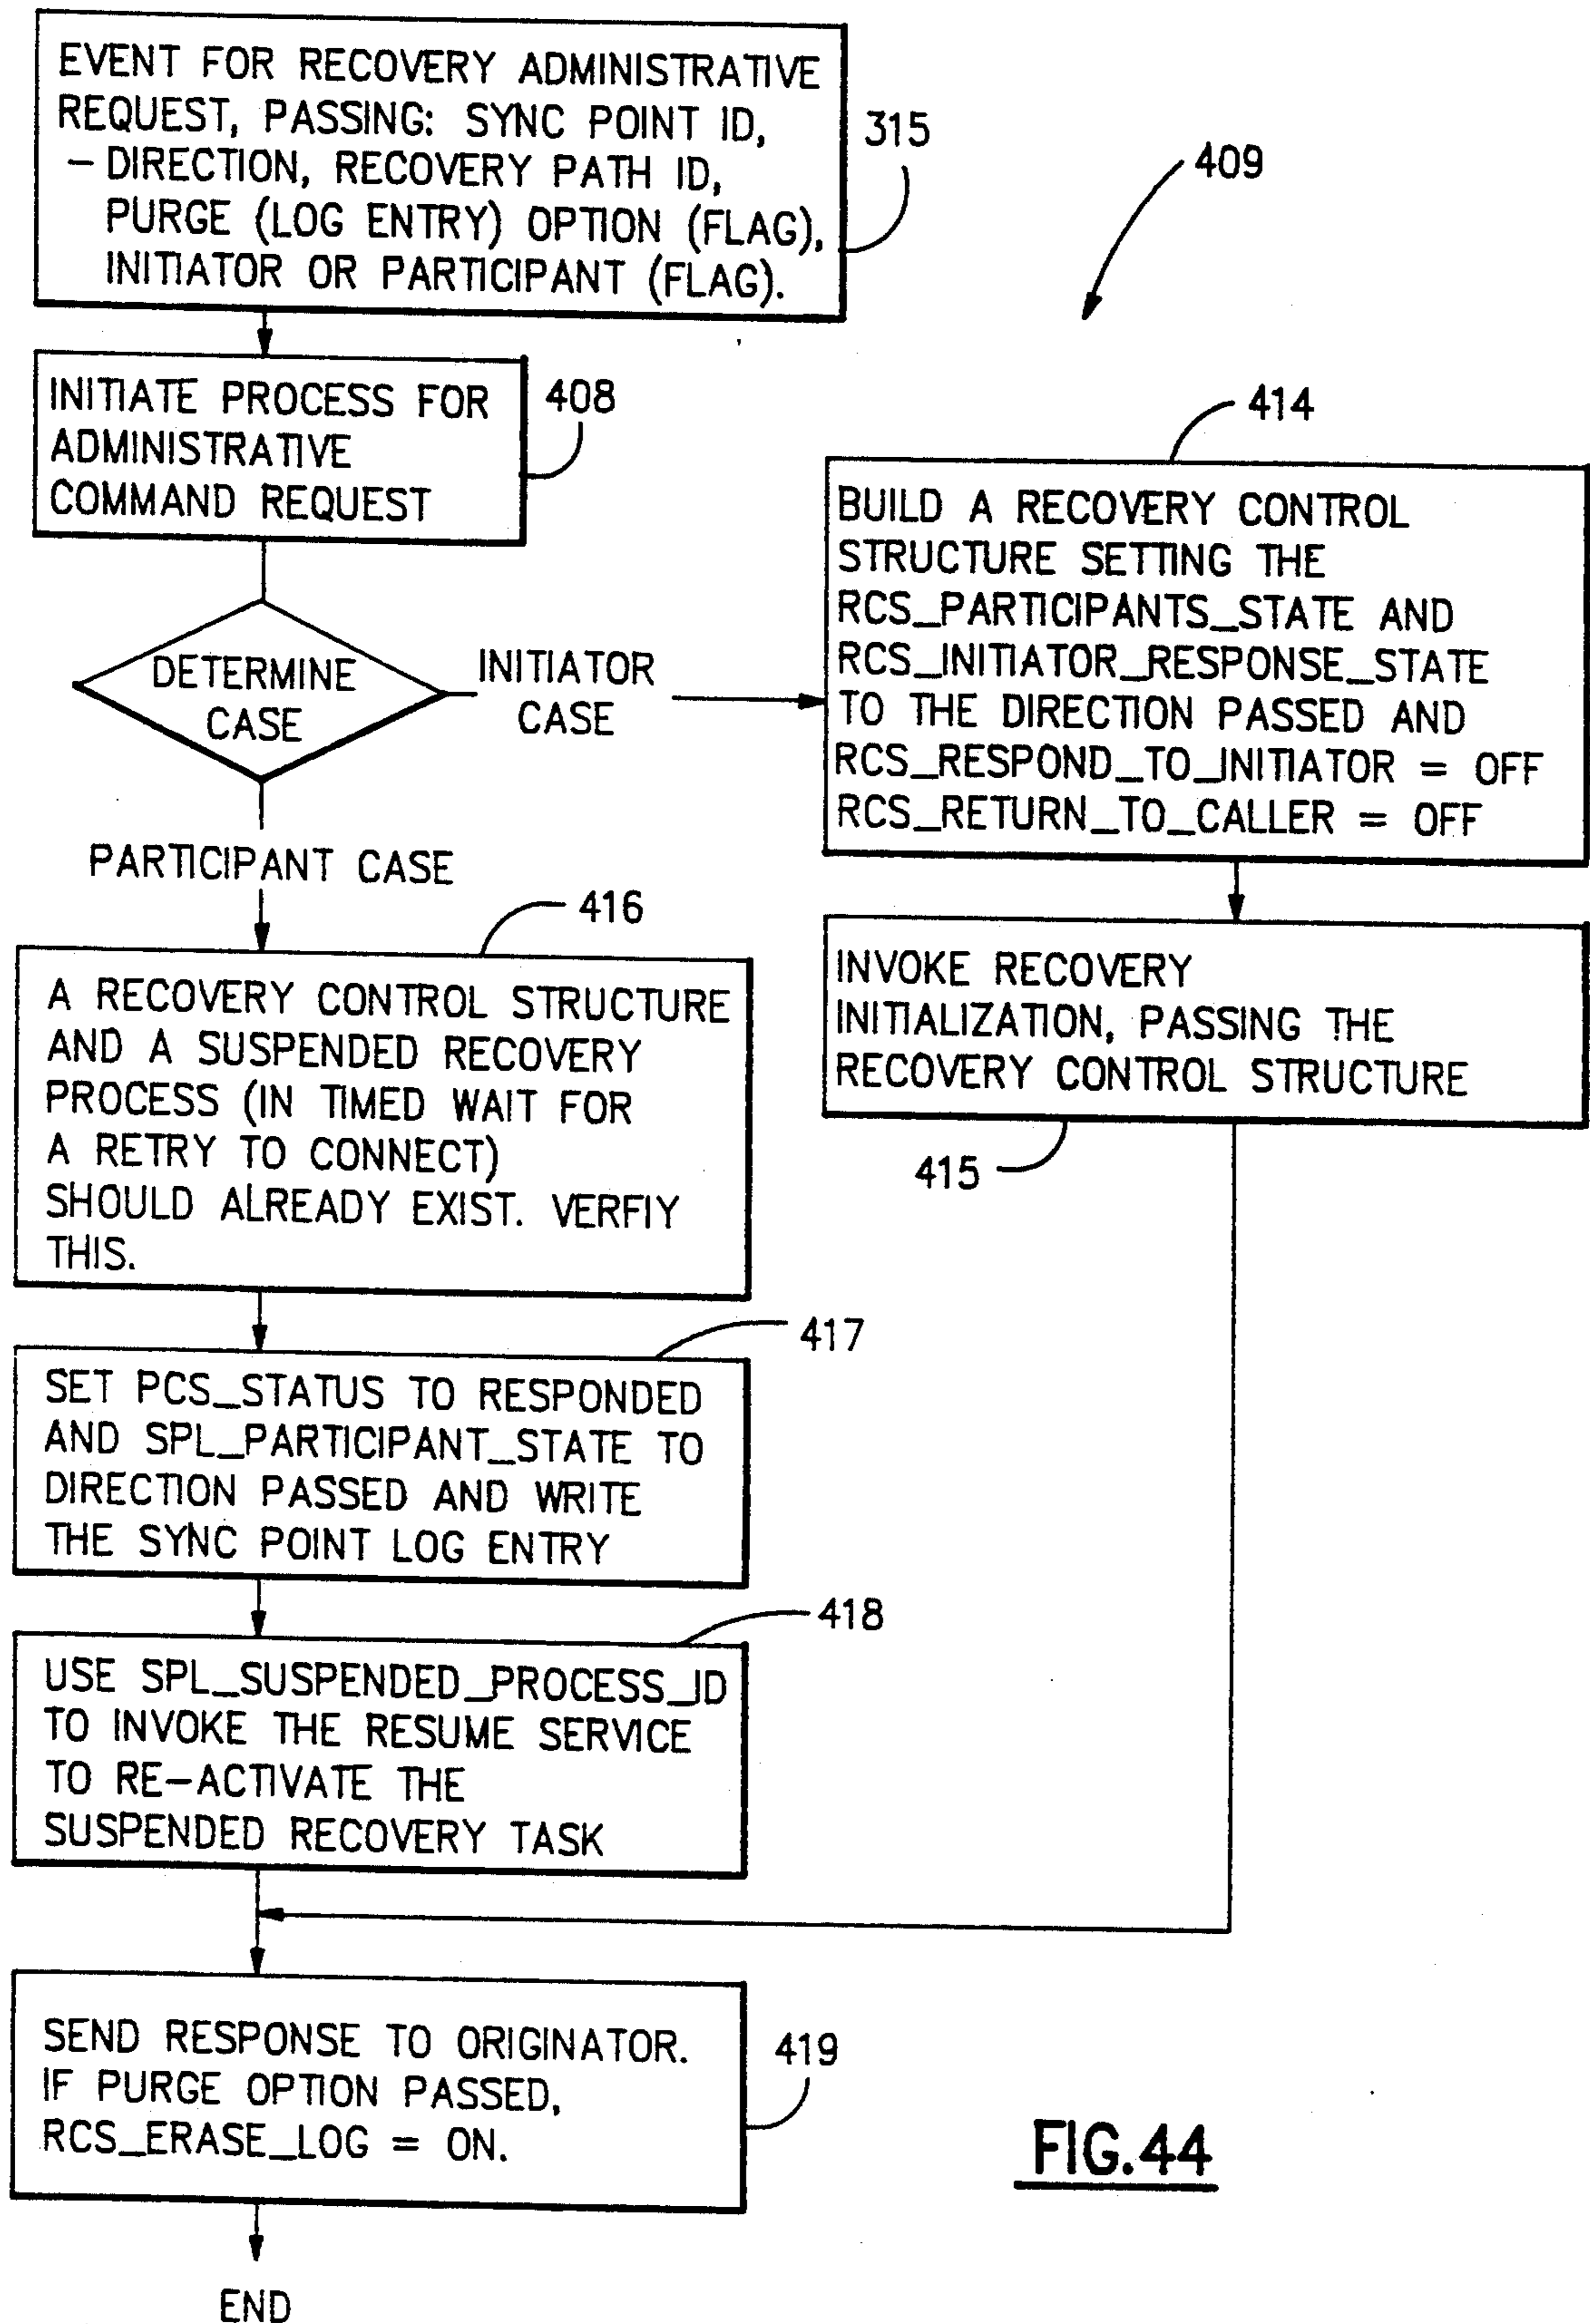 EVENT FOR RECOVERY ADMINISTRATIVE
REQUEST, PASSING: SYNC POINT ID,
– DIRECTION, RECOVERY PATH ID,
PURGE (LOG ENTRY) OPTION (FLAG),
INITIATOR OR PARTICIPANT (FLAG).
315
409
INITIATE PROCESS FOR
ADMINISTRATIVE
COMMAND REQUEST
408
DETERMINE
CASE
INITIATOR
CASE
414
BUILD A RECOVERY CONTROL
STRUCTURE SETTING THE
RCS_PARTICIPANTS_STATE AND
RCS_INITIATOR_RESPONSE_STATE
TO THE DIRECTION PASSED AND
RCS_RESPOND_TO_INITIATOR = OFF
RCS_RETURN_TO_CALLER = OFF
INVOKE RECOVERY
INITIALIZATION, PASSING THE
RECOVERY CONTROL STRUCTURE
415
PARTICIPANT CASE
416
A RECOVERY CONTROL STRUCTURE
AND A SUSPENDED RECOVERY
PROCESS (IN TIMED WAIT FOR
A RETRY TO CONNECT)
SHOULD ALREADY EXIST. VERFIY
THIS.
417
SET PCS_STATUS TO RESPONDED
AND SPL_PARTICIPANT_STATE TO
DIRECTION PASSED AND WRITE
THE SYNC POINT LOG ENTRY
418
USE SPL_SUSPENDED_PROCESS_ID
TO INVOKE THE RESUME SERVICE
TO RE-ACTIVATE THE
SUSPENDED RECOVERY TASK
SEND RESPONSE TO ORIGINATOR.
IF PURGE OPTION PASSED,
RCS_ERASE_LOG = ON.
419
END
FIG.44